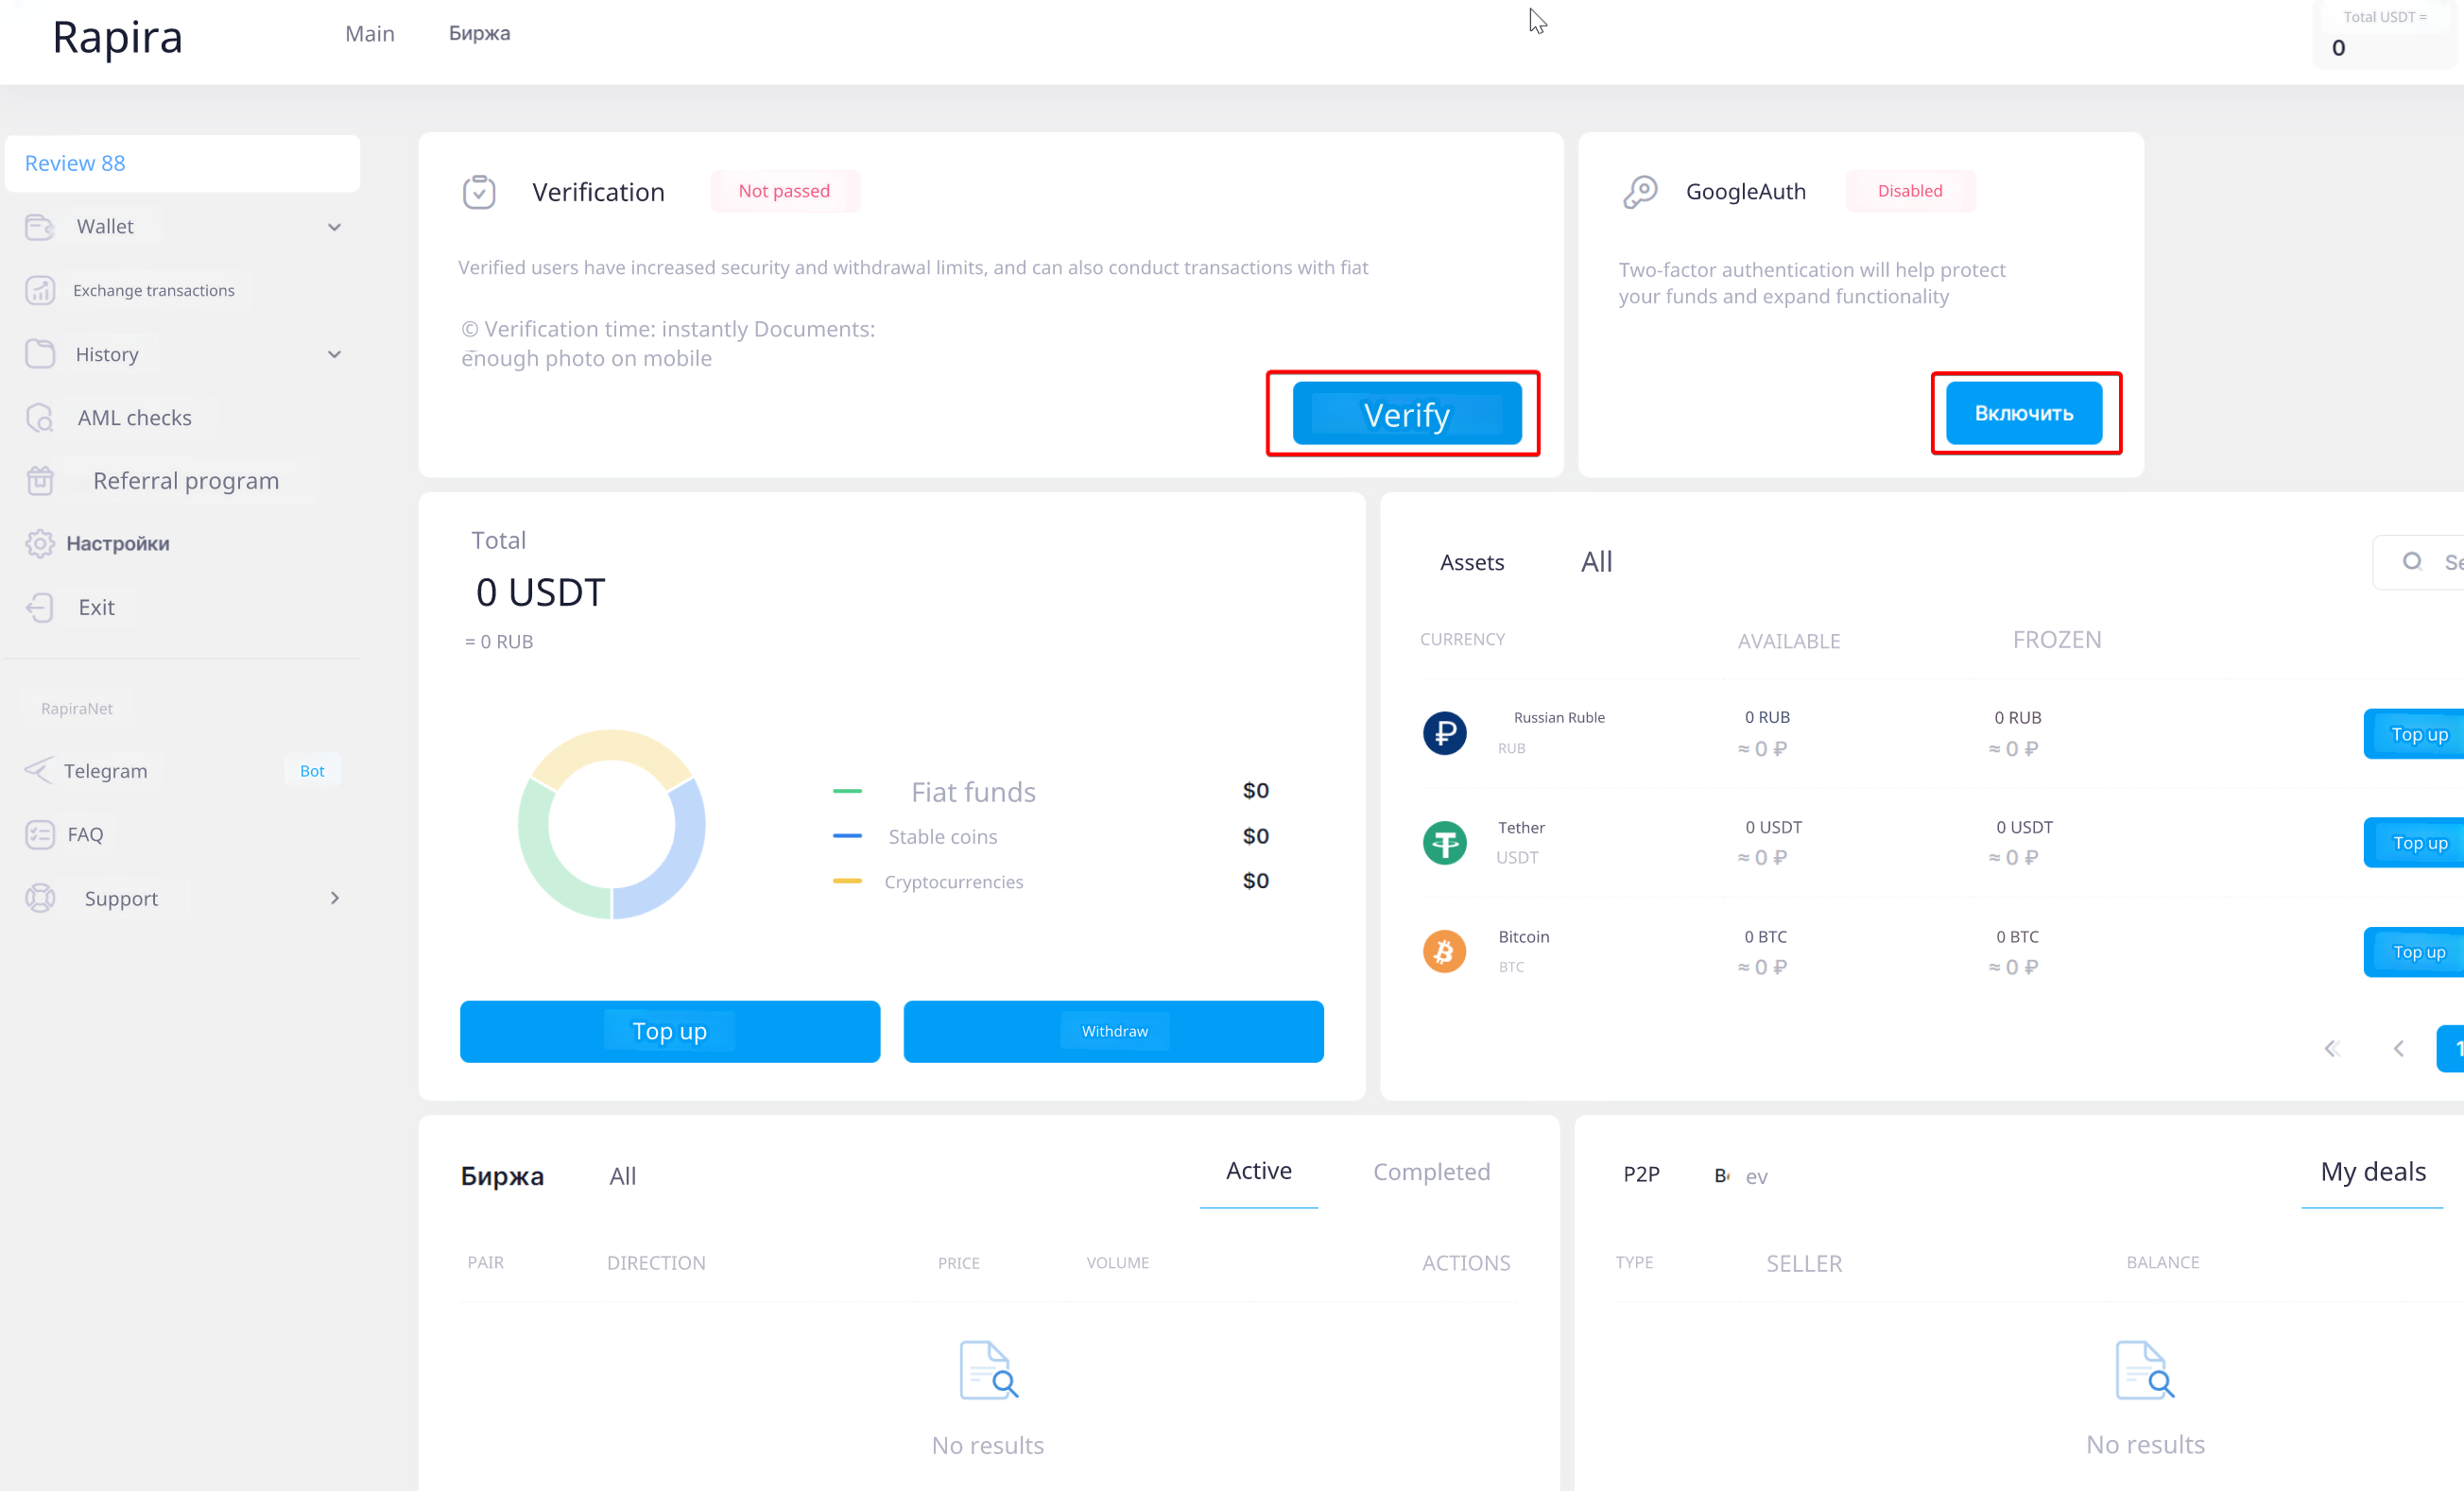 Rapira
Main
Биржа
Total USDT =
0
Review 88
Wallet
Exchange transactions
History
AML checks
Referral program
Настройки
Exit
RapiraNet
Telegram
Bot
FAQ
Support
Verification
Not passed
Verified users have increased security and withdrawal limits, and can also conduct transactions with fiat
© Verification time: instantly Documents:
enough photo on mobile
Verify
GoogleAuth
Disabled
Two-factor authentication will help protect
your funds and expand functionality
Включить
Total
0 USDT
= 0 RUB
Fiat funds $0
Stable coins $0
Cryptocurrencies $0
Top up
Withdraw
Assets
All
CURRENCY AVAILABLE FROZEN
Russian Ruble 0 RUB 0 RUB
RUB ≈ 0 ₽ ≈ 0 ₽
Top up
Tether 0 USDT 0 USDT
USDT ≈ 0 ₽ ≈ 0 ₽
Top up
Bitcoin 0 BTC 0 BTC
BTC ≈ 0 ₽ ≈ 0 ₽
Top up
1
Биржа
All
Active
Completed
PAIR DIRECTION PRICE VOLUME ACTIONS
No results
P2P
ev
My deals
TYPE SELLER BALANCE
No results